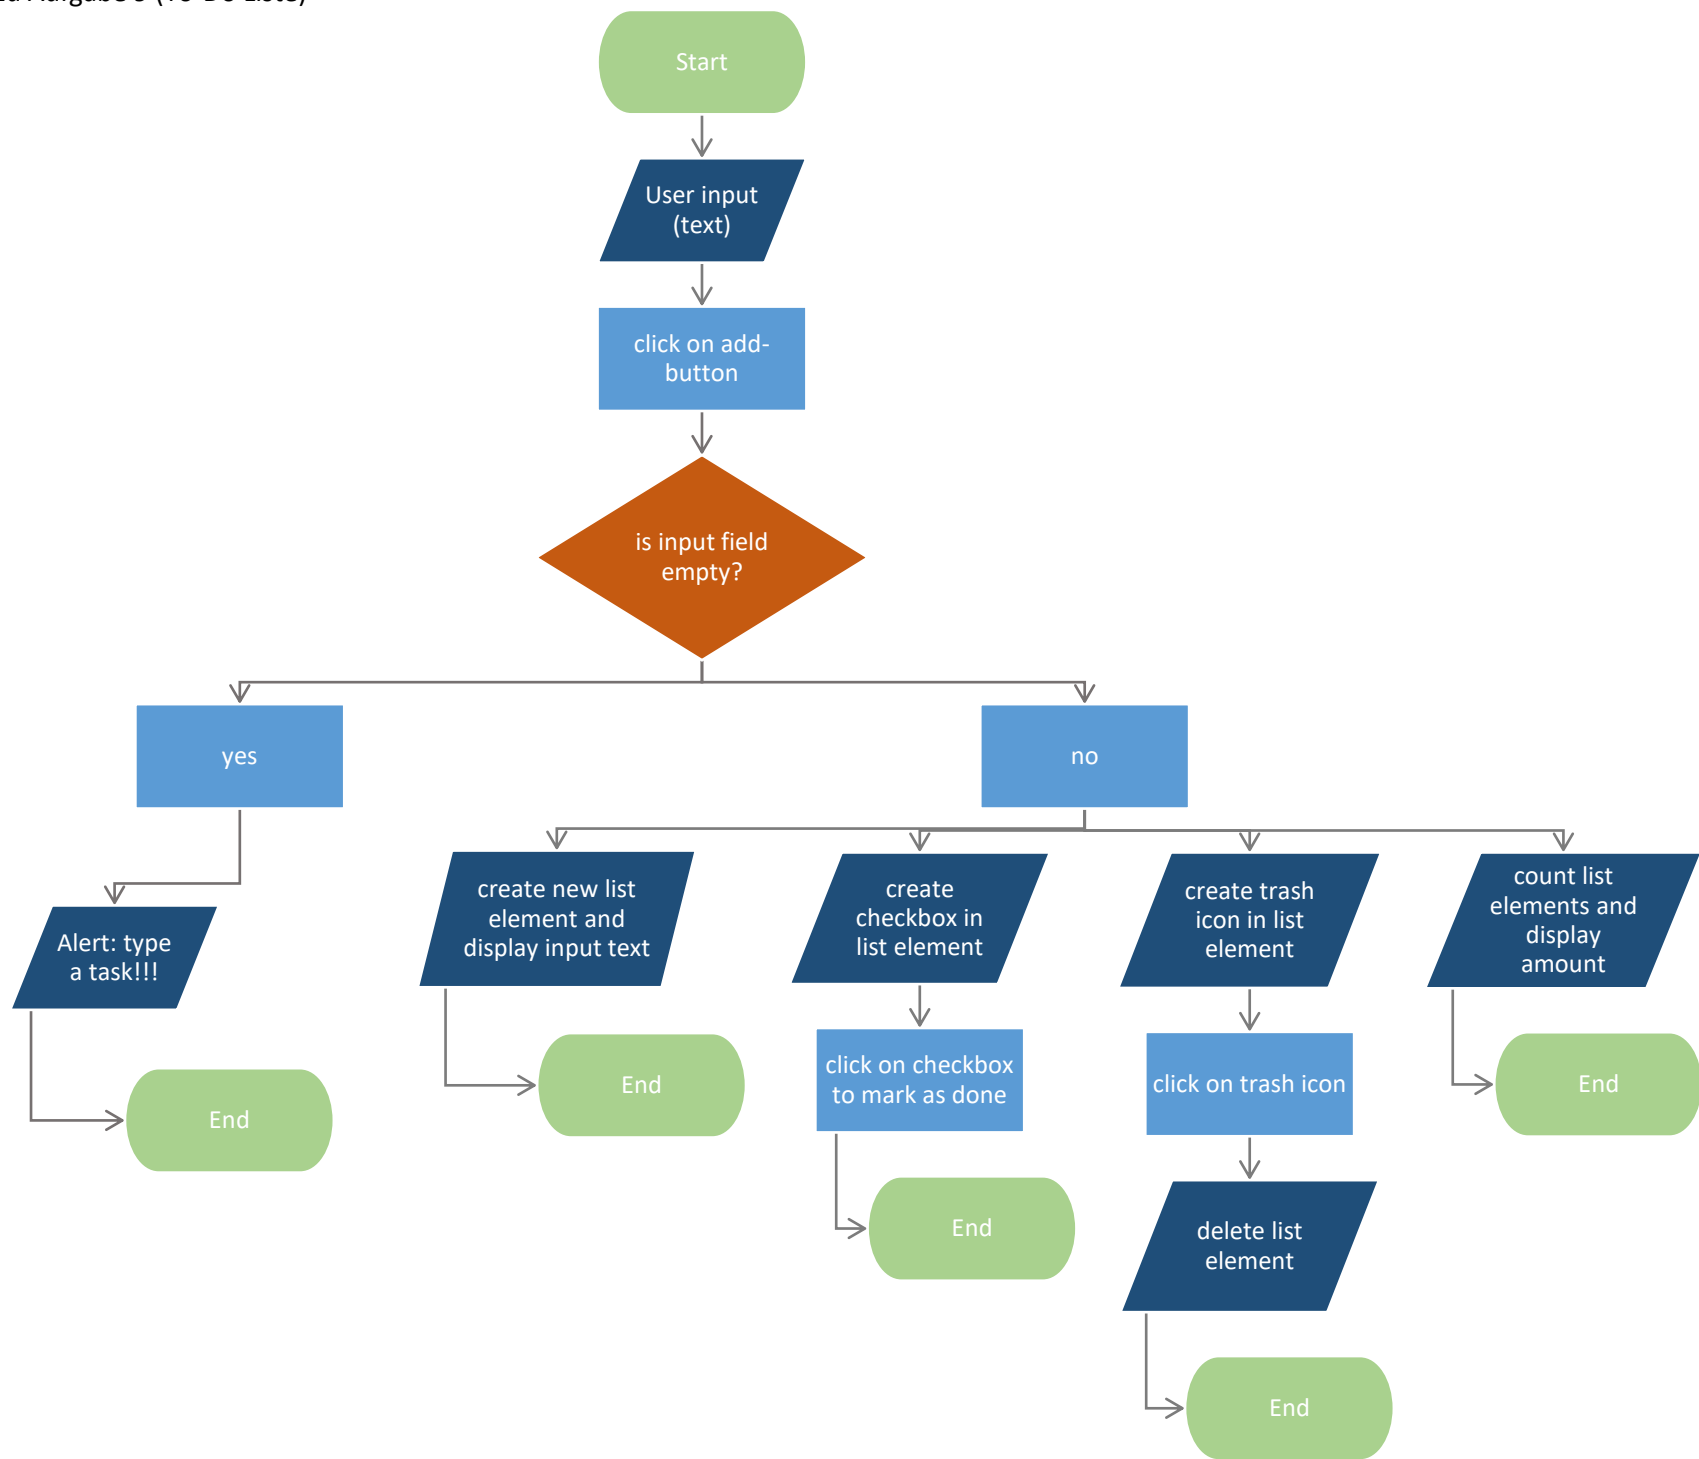 (To-Do-Liste)
Start
User input
(text)
click on add-
button
is input field
empty?
yes
no
create new list
element and
display input text
create
checkbox in
list element
create trash
icon in list
element
count list
elements and
display
amount
Alert: type
a task!!!
End
End
click on checkbox
to mark as done
click on trash icon
End
End
delete list
element
End